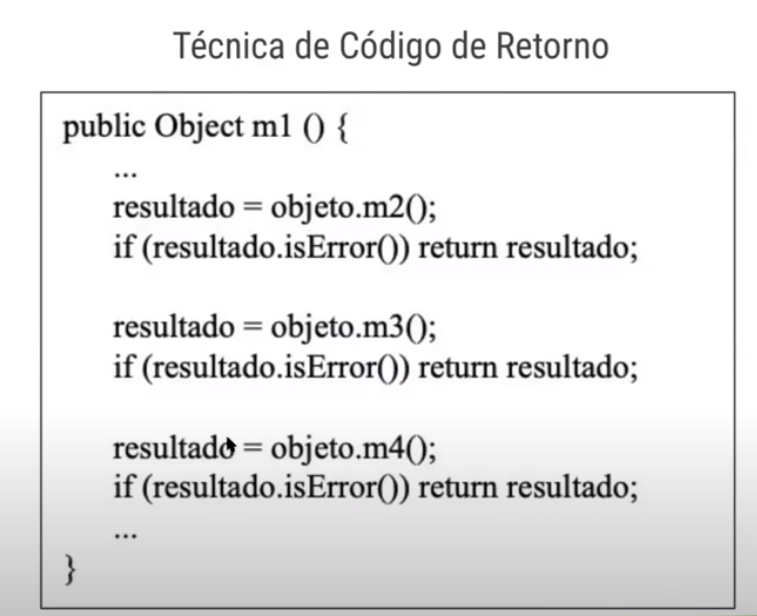 Técnica de Código de Retorno
public Object m1 () {
...
resultado = objeto.m2();
if (resultado.isError()) return resultado;
resultado = objeto.m3();
if (resultado.isError()) return resultado;
resultado = objeto.m4();
if (resultado.isError()) return resultado;
...
}